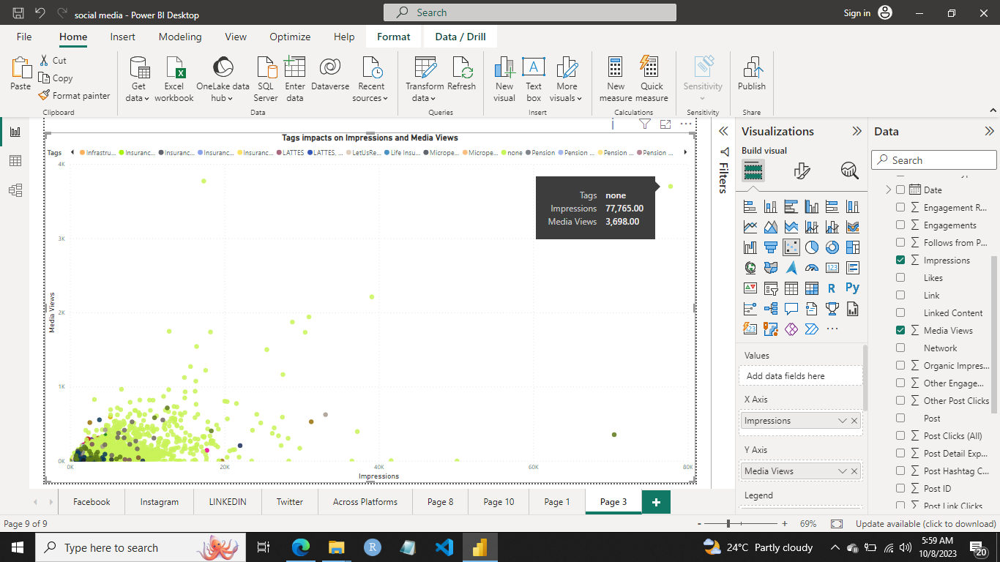 social media - Power BI Desktop
Search
Sign in
File Home Insert Modeling View Optimize Help Format Data / Drill
Paste
Cut
Copy
Format painter
Clipboard
Get data
Excel workbook
OneLake data hub
SQL Server
Enter data
Dataverse
Recent sources
Data
Transform data
Refresh
Queries
New visual
Text box
More visuals
Insert
New measure
Quick measure
Calculations
Sensitivity
Sensitivity
Publish
Share
Tags impacts on Impressions and Media Views
Tags Infrastru... Insuranc... Insuranc... Insuranc... Insuranc... LATTES LATTES, ... LetUsRe... Life Insu... Micrope... Micrope... none Pension Pension ... Pension ... Pension ...
4K
3K
2K
1K
0K
Media Views
0K 20K 40K 60K 80K
Impressions
Tags none
Impressions 77,765.00
Media Views 3,698.00
Filters
Visualizations
Build visual
R Py
123
Values
Add data fields here
X Axis
Impressions
Y Axis
Media Views
Legend
Data
Search
Date
Engagement R...
Engagements
Follows from P...
Impressions
Likes
Link
Linked Content
Media Views
Network
Organic Impres...
Other Engage...
Other Post Clicks
Post
Post Clicks (All)
Post Detail Exp...
Post Hashtag C...
Post ID
Post Link Clicks
Facebook Instagram LINKEDIN Twitter Across Platforms Page 8 Page 10 Page 1 Page 3
Page 9 of 9
- + 69%
Update available (click to download)
Type here to search
24°C Partly cloudy
5:59 AM
10/8/2023
20